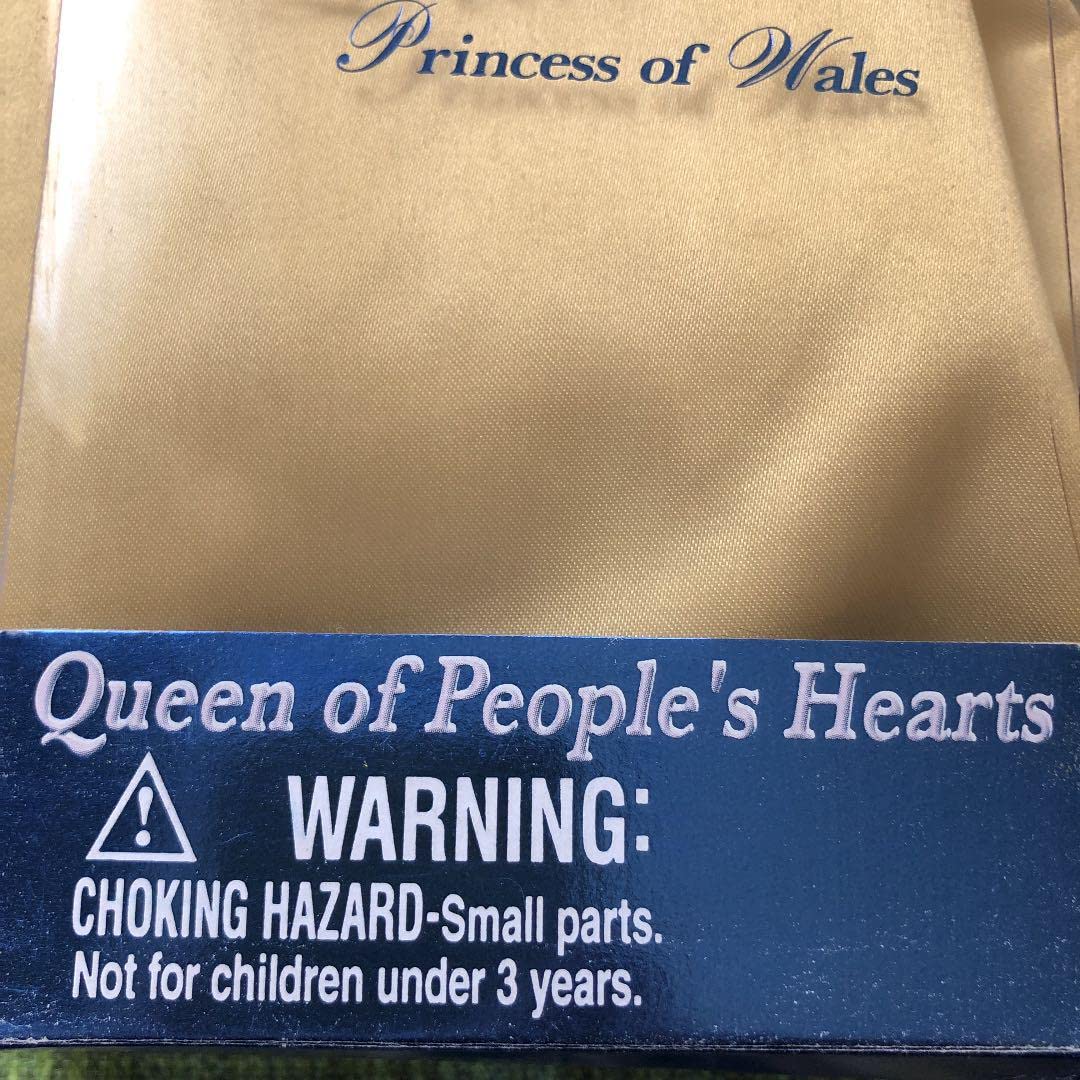 Princess of Wales
Queen of People's Hearts
WARNING:
CHOKING HAZARD-Small parts.
Not for children under 3 years.